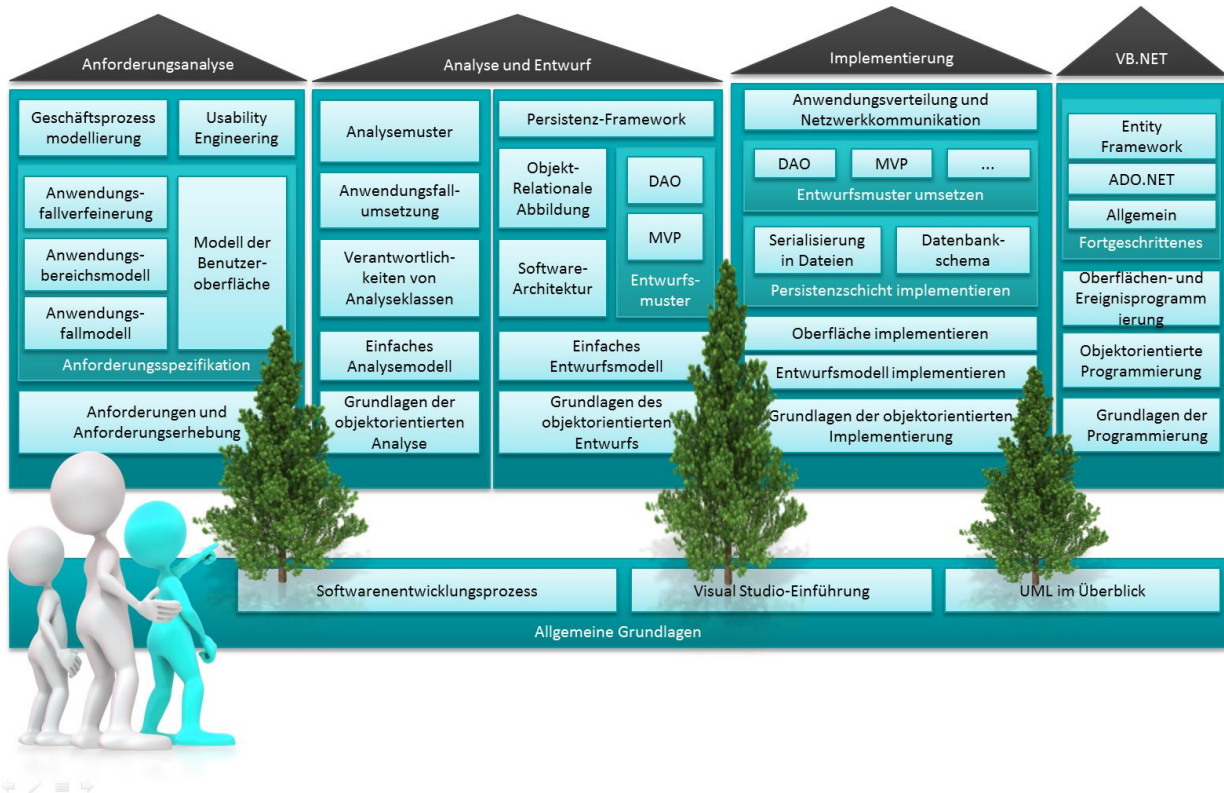 Anforderungsanalyse
Geschäftsprozess
modellierung
Usability
Engineering
Anwendungs-
fallverfeinerung
Anwendungs-
bereichsmodell
Anwendungs-
fallmodell
Modell der
Benutzer-
oberfläche
Anforderungsspezifikation
Anforderungen und
Anforderungserhebung
Analyse und Entwurf
Analysemuster
Anwendungsfall-
umsetzung
Verantwortlich-
keiten von
Analyseklassen
Einfaches
Analysemodell
Grundlagen der
objektorientierten
Analyse
Persistenz-Framework
Objekt-
Relationale
Abbildung
Software-
Architektur
DAO
MVP
Entwurfs-
muster
Einfaches
Entwurfsmodell
Grundlagen des
objektorientierten
Entwurfs
Implementierung
Anwendungsverteilung und
Netzwerkkommunikation
DAO
MVP
...
Entwurfsmuster umsetzen
Serialisierung
in Dateien
Datenbank-
schema
Persistenzschicht implementieren
Oberfläche implementieren
Entwurfsmodell implementieren
Grundlagen der objektorientierten
Implementierung
VB.NET
Entity
Framework
ADO.NET
Allgemein
Fortgeschrittenes
Oberflächen- und
Ereignisprogramm
ierung
Objektorientierte
Programmierung
Grundlagen der
Programmierung
Softwarenentwicklungsprozess
Visual Studio-Einführung
UML im Überblick
Allgemeine Grundlagen